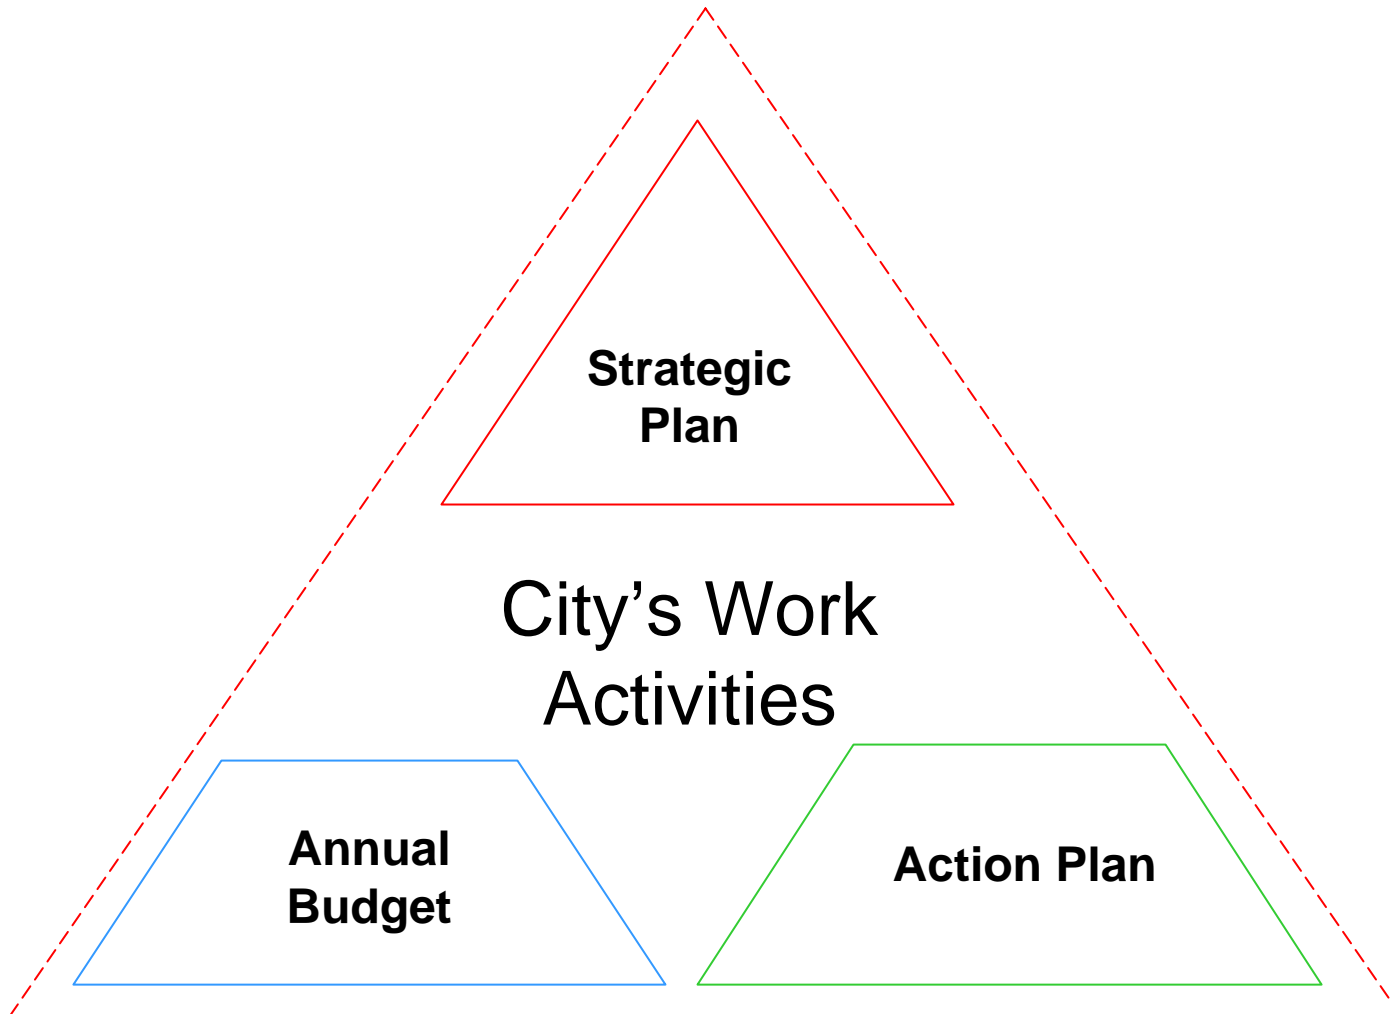 Strategic
Plan
City’s Work
Activities
Annual
Budget
Action Plan